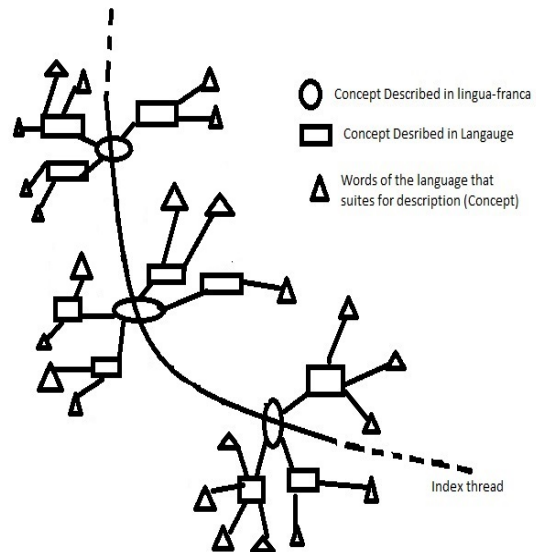 Concept Described in lingua-franca
Concept Desribed in Langauge
Words of the language that
suites for description (Concept)
Index thread